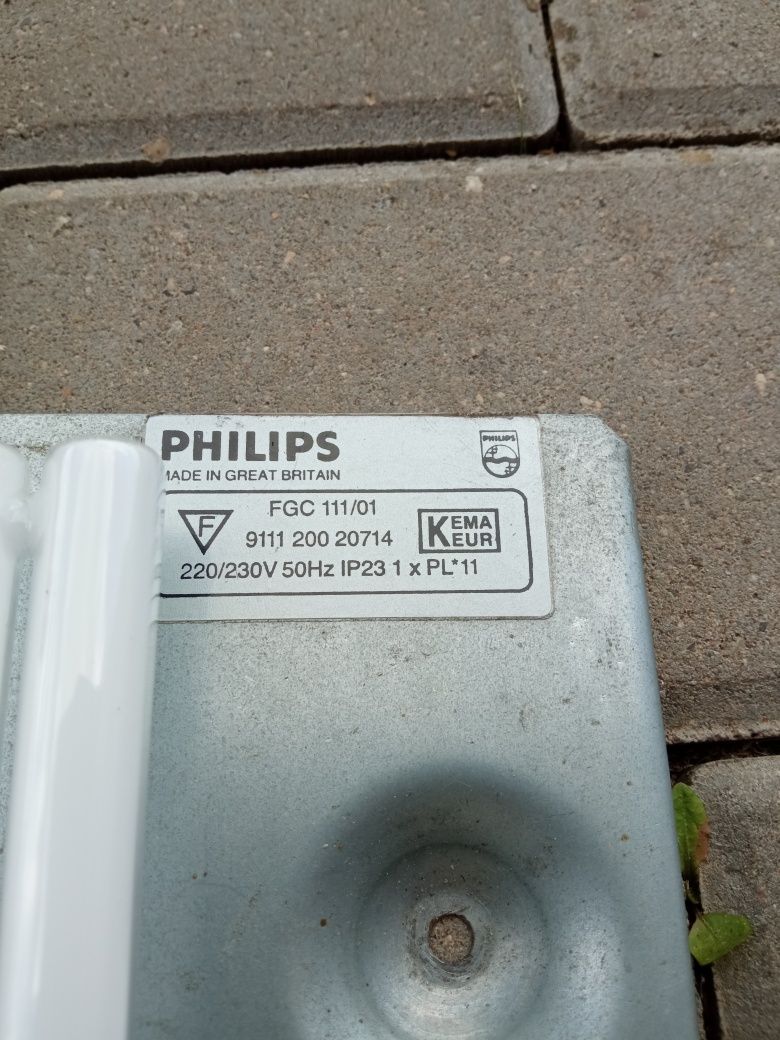 PHILIPS
PHILIPS
MADE IN GREAT BRITAIN
FGC 111/01
F
9111 200 20714
KEMA
KEUR
220/230V 50Hz IP23 1 x PL*11